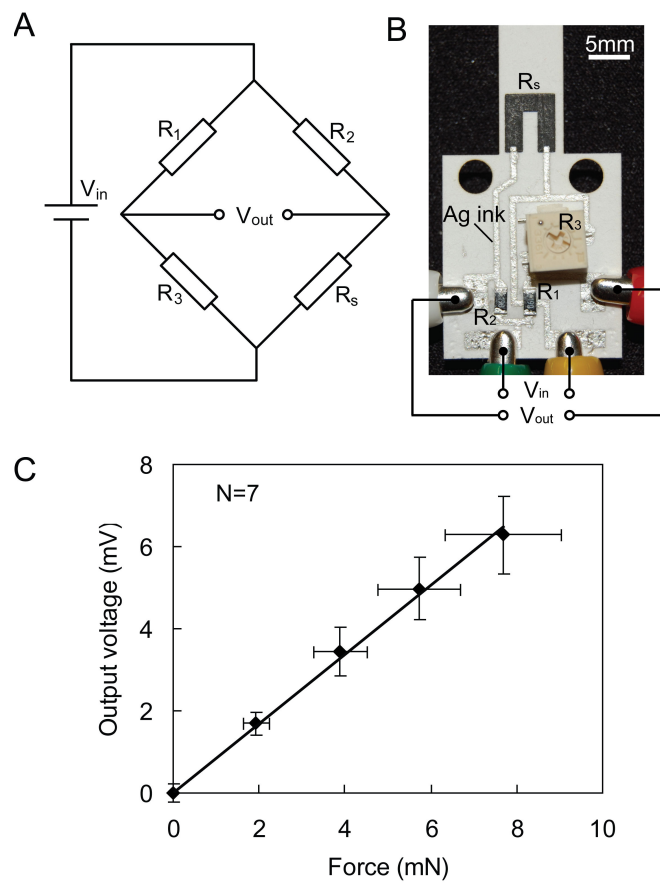 A
R1
R2
Vin
Vout
R3
Rs
B
5mm
Rs
Ag ink
R3
R1
R2
Vin
Vout
C
N=7
8
6
4
2
0
Output voltage (mV)
0 2 4 6 8 10
Force (mN)